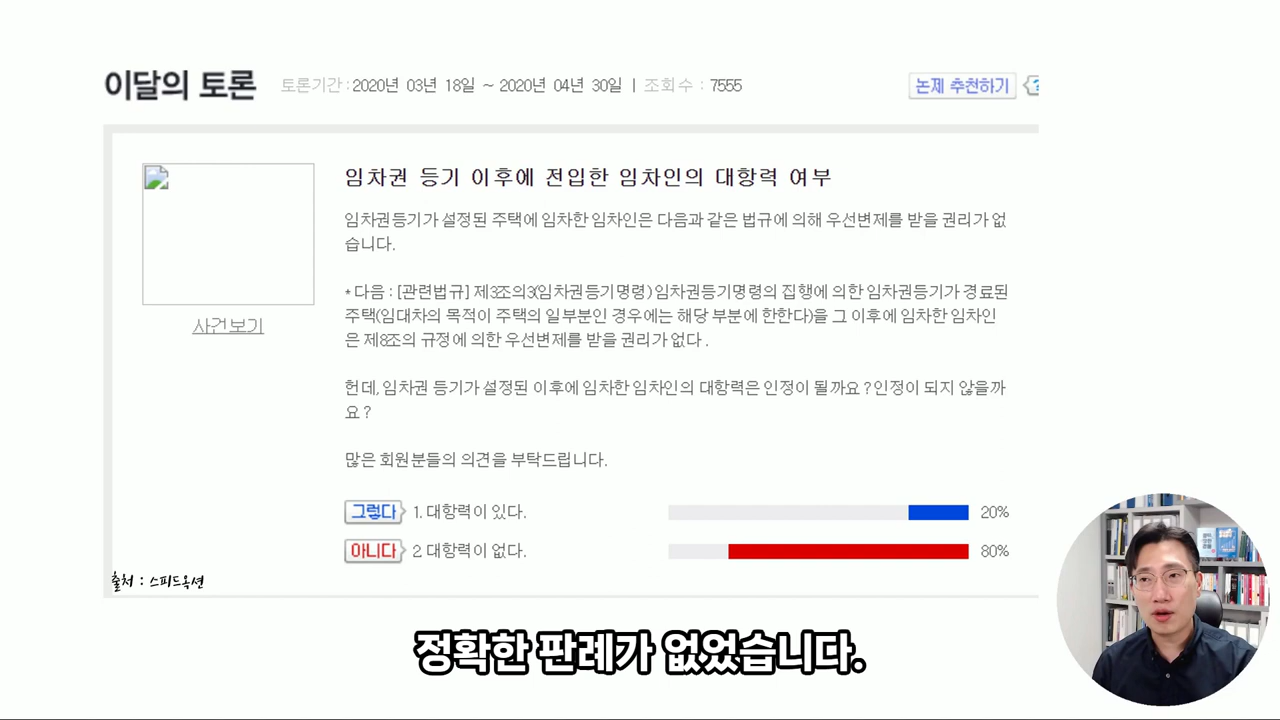 이달의 토론 토론기간 : 2020년 03년 18일 ~ 2020년 04년 30일 | 조회수 : 7555 논제 추천하기 ?
임차권 등기 이후에 전입한 임차인의 대항력 여부
임차권등기가 설정된 주택에 임차한 임차인은 다음과 같은 법규에 의해 우선변제를 받을 권리가 없
습니다.
* 다음 : [관련법규] 제3조의3(임차권등기명령) 임차권등기명령의 집행에 의한 임차권등기가 경료된
주택(임대차의 목적이 주택의 일부분인 경우에는 해당 부분에 한한다)을 그 이후에 임차한 임차인
은 제8조의 규정에 의한 우선변제를 받을 권리가 없다 .
사건보기
헌데, 임차권 등기가 설정된 이후에 임차한 임차인의 대항력은 인정이 될까요 ? 인정이 되지 않을까
요 ?
많은 회원분들의 의견을 부탁드립니다.
그렇다 1. 대항력이 있다. 20%
아니다 2 대항력이 없다. 80%
출처 : 스피드옥션
정확한 판례가 없었습니다.